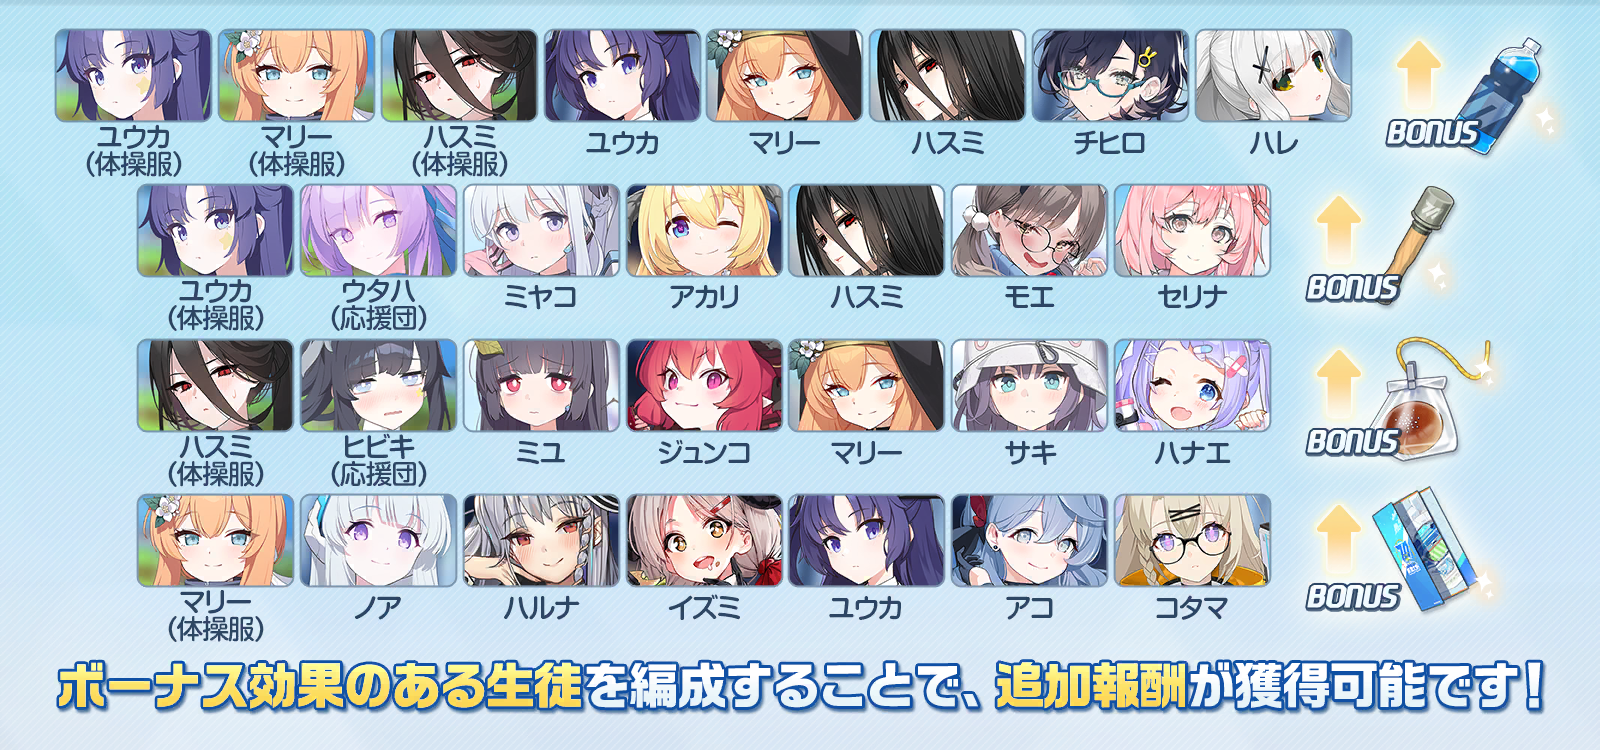 ユウカ マリー ハスミ ユウカ マリー ハスミ チヒロ ハレ BONUS
(体操服) (体操服) (体操服)
ユウカ ウタハ ミヤコ アカリ ハスミ モエ セリナ BONUS
(体操服) (応援団)
ハスミ ヒビキ ミユ ジュンコ マリー サキ ハナエ BONUS
(体操服) (応援団)
マリー ノア ハルナ イズミ ユウカ アコ コタマ BONUS
(体操服)
ボーナス効果のある生徒を編成することで、追加報酬が獲得可能です!